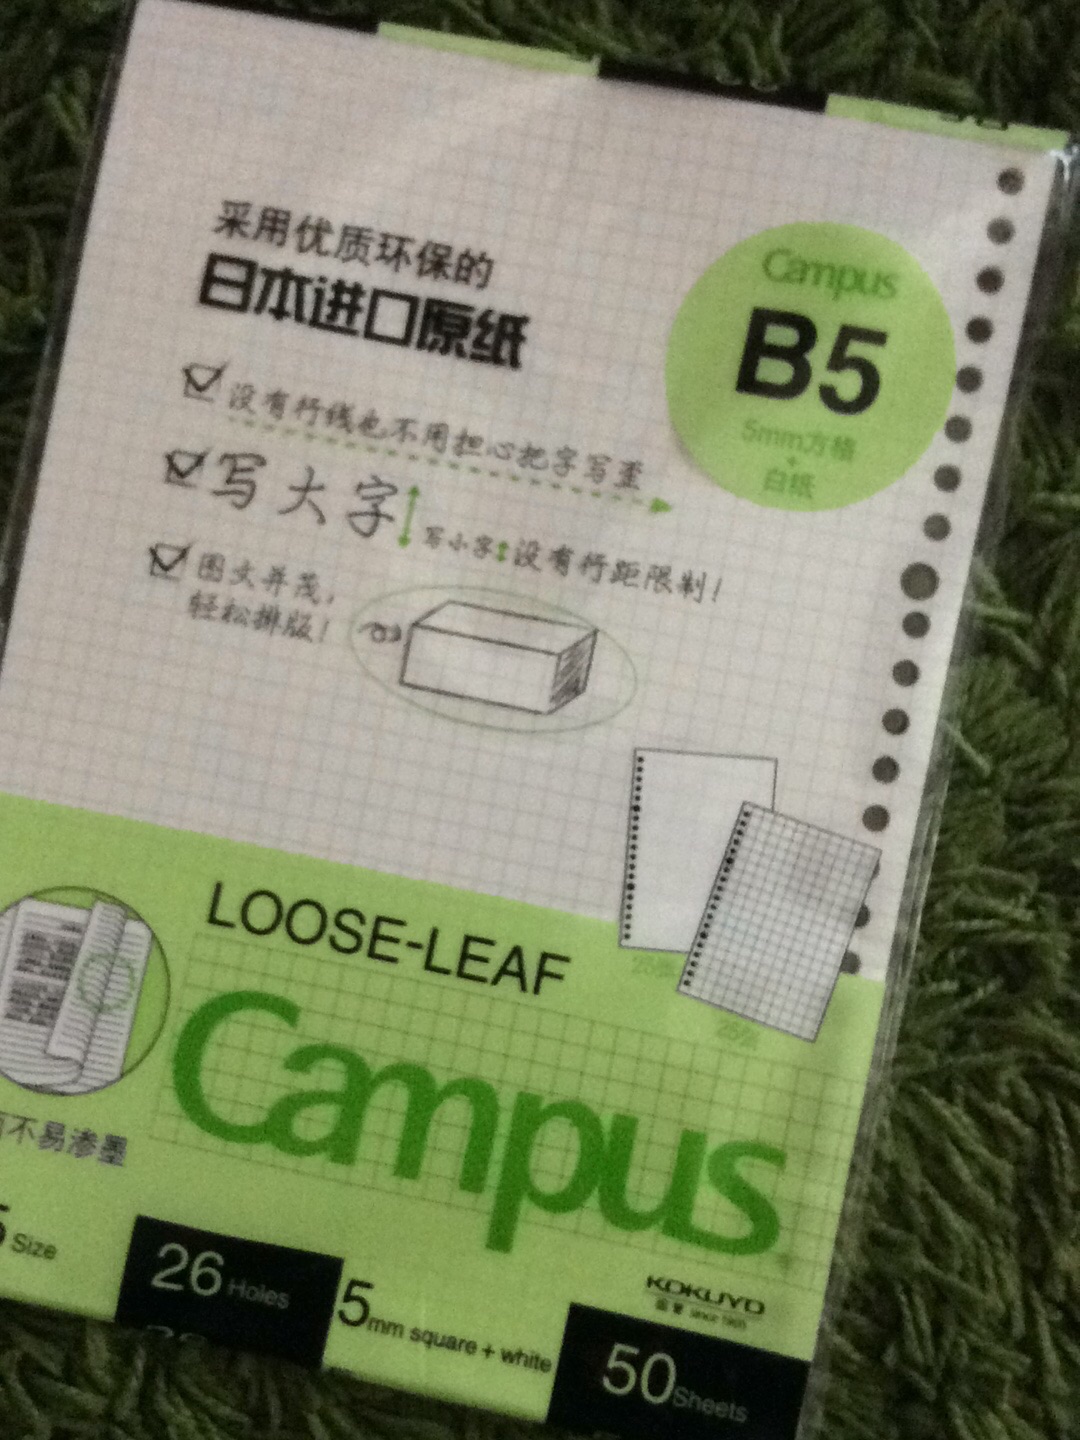 采用优质环保的
日本进口原纸
没有行线也不用担心把字写歪
写大字 写小字 没有行距限制！
图文并茂，
轻松排版！
Campus
B5
5mm方格
+
白纸
LOOSE-LEAF
Campus
不易渗墨
5 Size
26 Holes
5mm square + white
KOKUYO
since 1905
50 Sheets